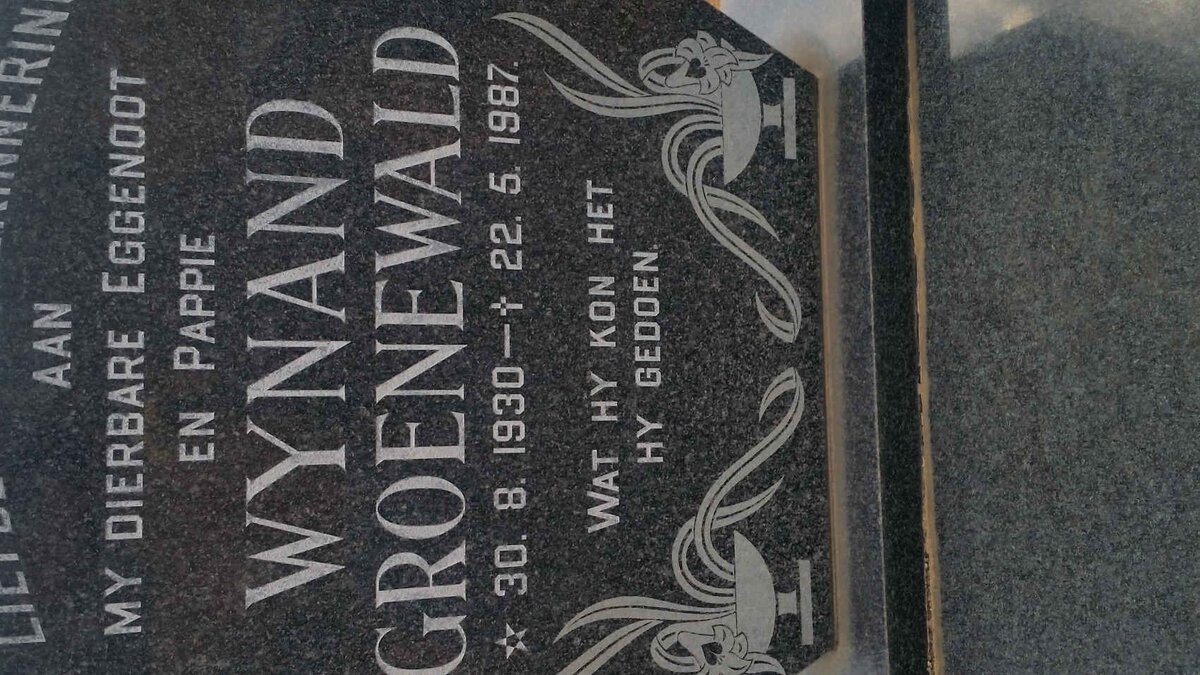 AAN
MY DIERBARE EGGENOOT
EN PAPPIE
WYNAND
GROENEWALD
30. 8. 1930—† 22. 5. 1987.
WAT HY KON HET
HY GEDOEN.